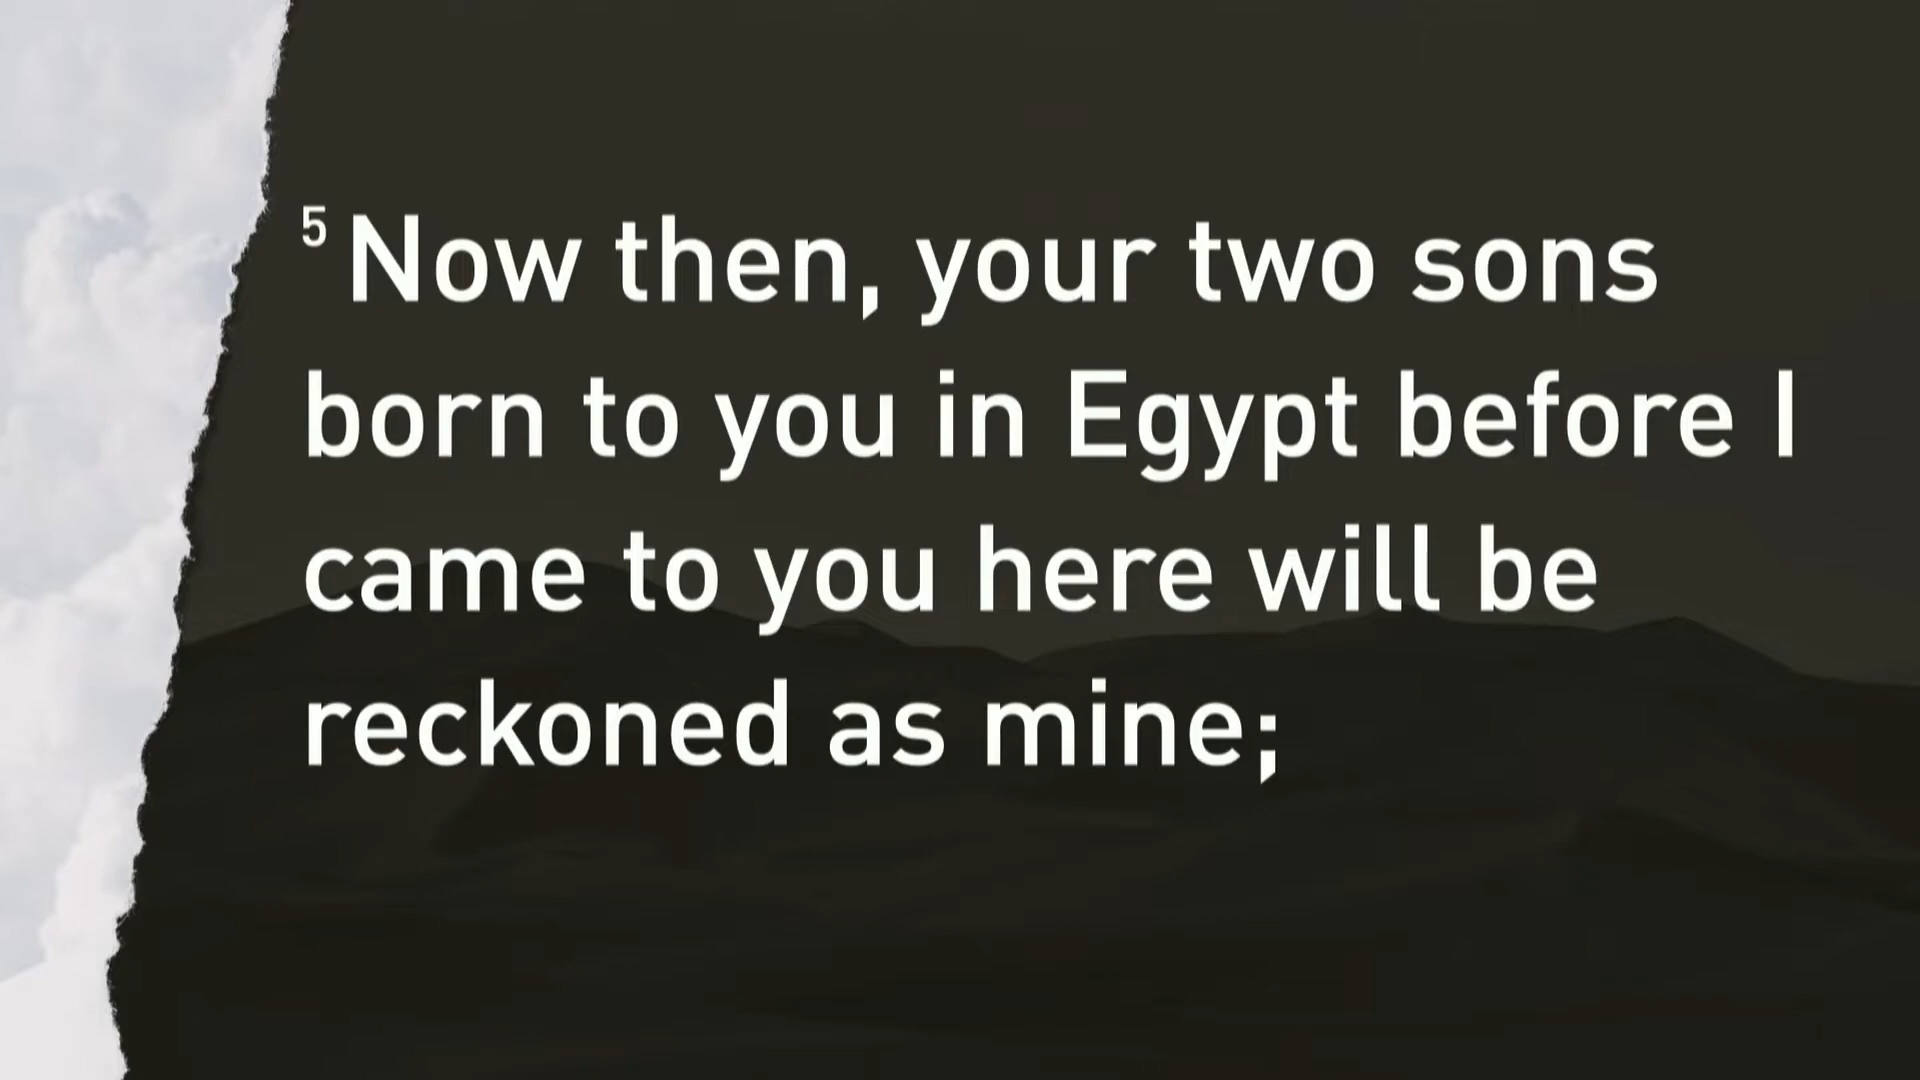 5 Now then, your two sons
born to you in Egypt before I
came to you here will be
reckoned as mine;